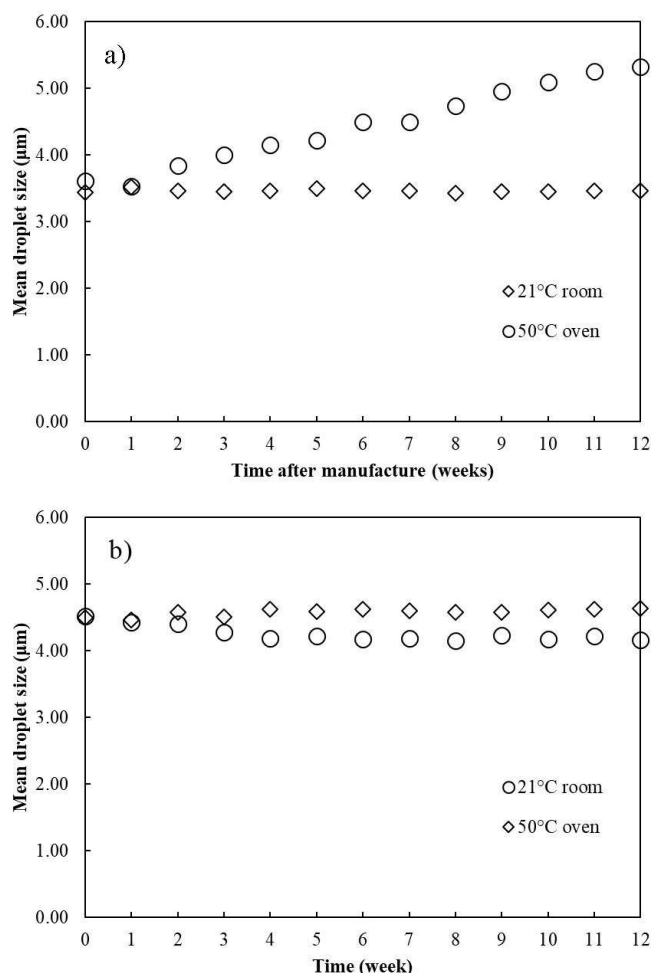 a)
6.00
5.00
4.00
3.00
2.00
1.00
0.00
Mean droplet size (µm)
21°C room
50°C oven
0 1 2 3 4 5 6 7 8 9 10 11 12
Time after manufacture (weeks)
b)
6.00
5.00
4.00
3.00
2.00
1.00
0.00
Mean droplet size (µm)
21°C room
50°C oven
0 1 2 3 4 5 6 7 8 9 10 11 12
Time (week)